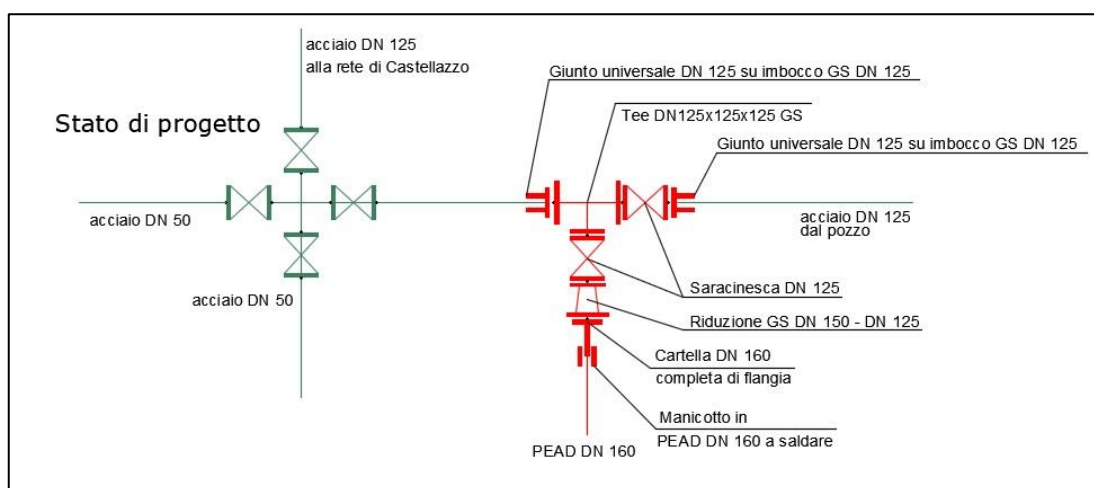 acciaio DN 125
alla rete di Castellazzo
Giunto universale DN 125 su imbocco GS DN 125
Stato di progetto
Tee DN125x125x125 GS
Giunto universale DN 125 su imbocco GS DN 125
acciaio DN 50
acciaio DN 125
dal pozzo
acciaio DN 50
Saracinesca DN 125
Riduzione GS DN 150 - DN 125
Cartella DN 160
completa di flangia
Manicotto in
PEAD DN 160 a saldare
PEAD DN 160